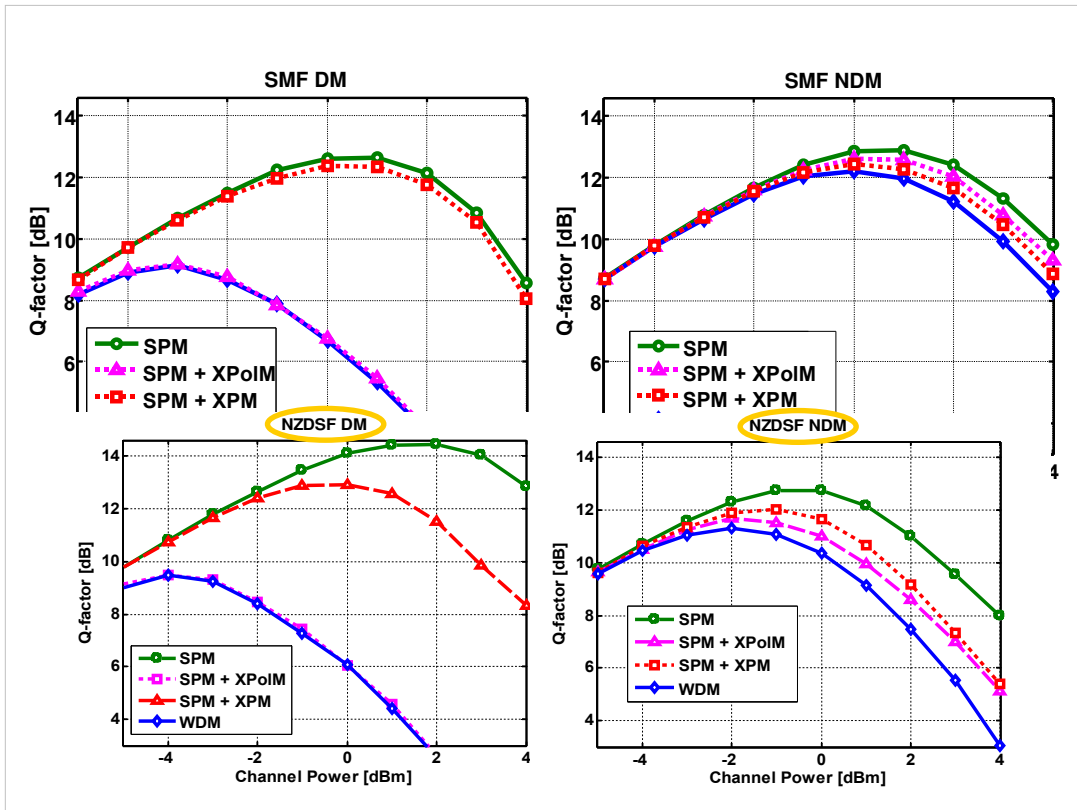 SMF DM
Q-factor [dB]
14
12
10
8
6
SPM
SPM + XPolM
SPM + XPM
SMF NDM
Q-factor [dB]
14
12
10
8
6
SPM
SPM + XPolM
SPM + XPM
4
NZDSF DM
Q-factor [dB]
14
12
10
8
6
4
SPM
SPM + XPolM
SPM + XPM
WDM
-4
-2
0
2
4
Channel Power [dBm]
NZDSF NDM
Q-factor [dB]
14
12
10
8
6
4
SPM
SPM + XPolM
SPM + XPM
WDM
-4
-2
0
2
4
Channel Power [dBm]